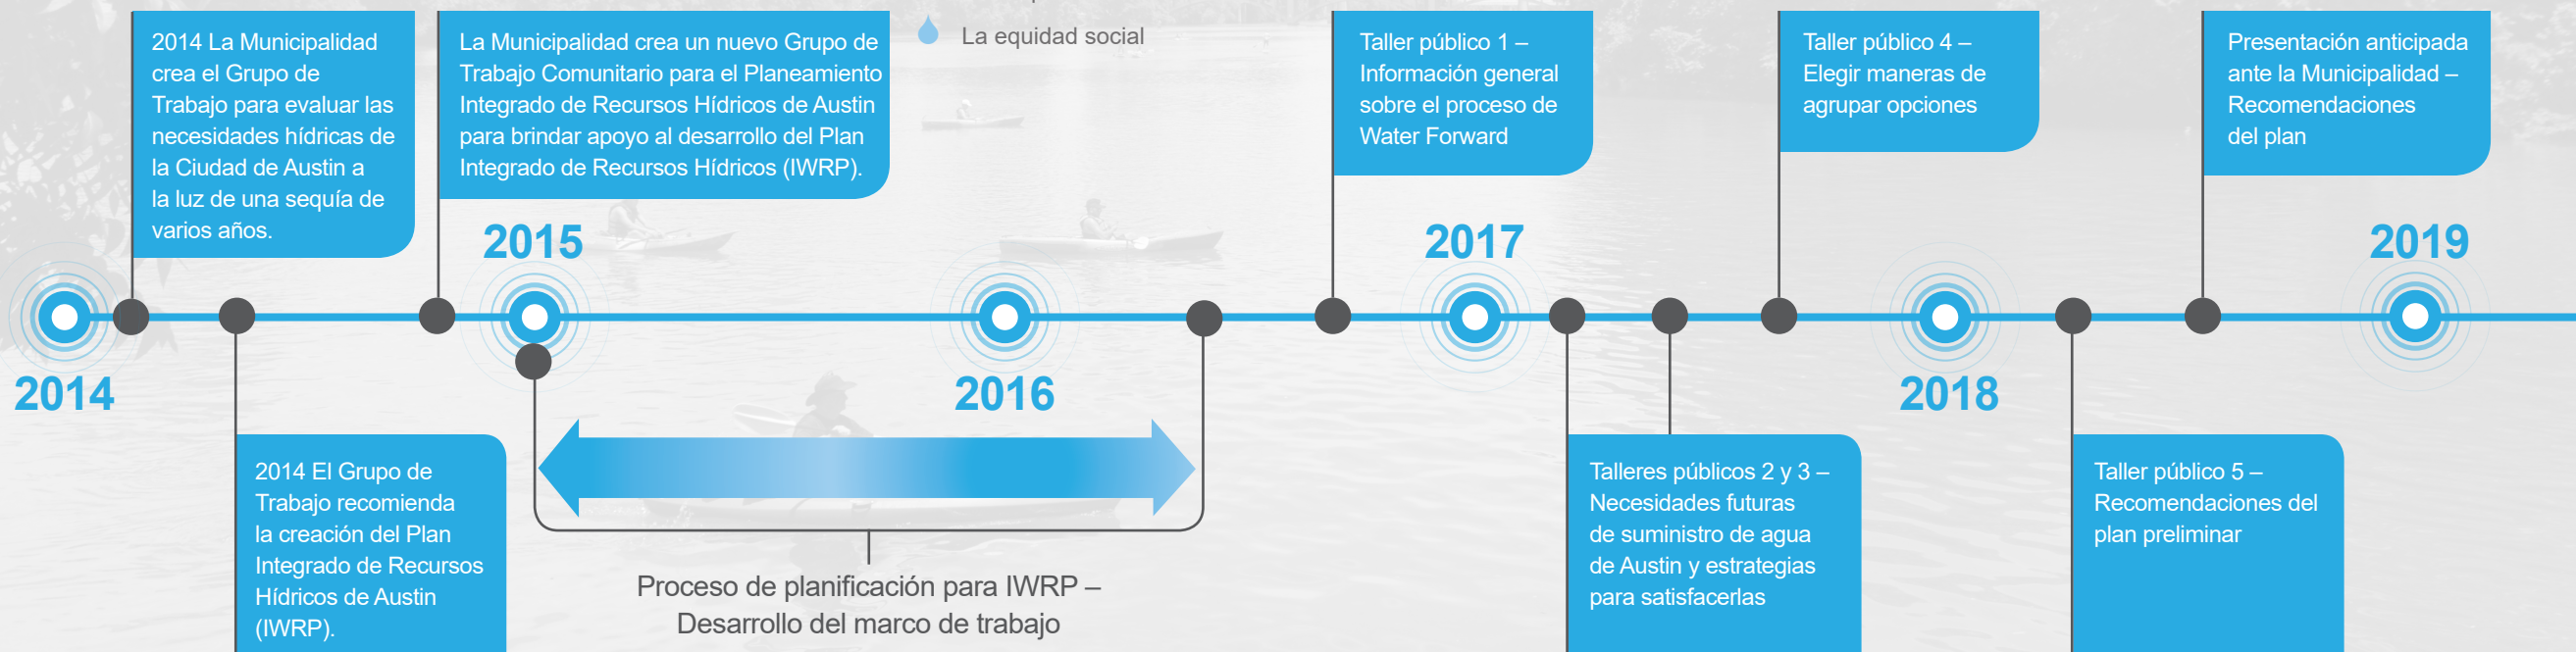 La equidad social
2014 La Municipalidad
crea el Grupo de
Trabajo para evaluar las
necesidades hídricas de
la Ciudad de Austin a
la luz de una sequía de
varios años.
La Municipalidad crea un nuevo Grupo de
Trabajo Comunitario para el Planeamiento
Integrado de Recursos Hídricos de Austin
para brindar apoyo al desarrollo del Plan
Integrado de Recursos Hídricos (IWRP).
Taller público 1 –
Información general
sobre el proceso de
Water Forward
Taller público 4 –
Elegir maneras de
agrupar opciones
Presentación anticipada
ante la Municipalidad –
Recomendaciones
del plan
2015
2017
2019
2014
2016
2018
2014 El Grupo de
Trabajo recomienda
la creación del Plan
Integrado de Recursos
Hídricos de Austin
(IWRP).
Proceso de planificación para IWRP –
Desarrollo del marco de trabajo
Talleres públicos 2 y 3 –
Necesidades futuras
de suministro de agua
de Austin y estrategias
para satisfacerlas
Taller público 5 –
Recomendaciones del
plan preliminar